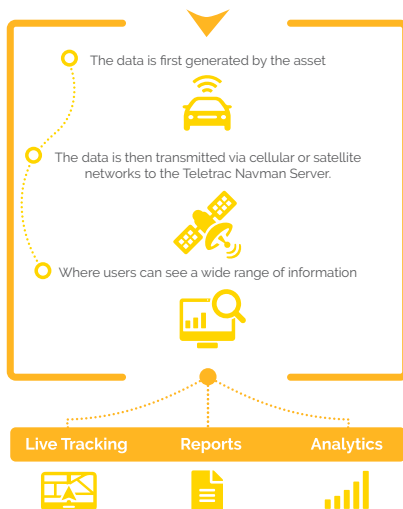 The data is first generated by the asset
The data is then transmitted via cellular or satellite
networks to the Teletrac Navman Server.
Where users can see a wide range of information
Live Tracking Reports Analytics